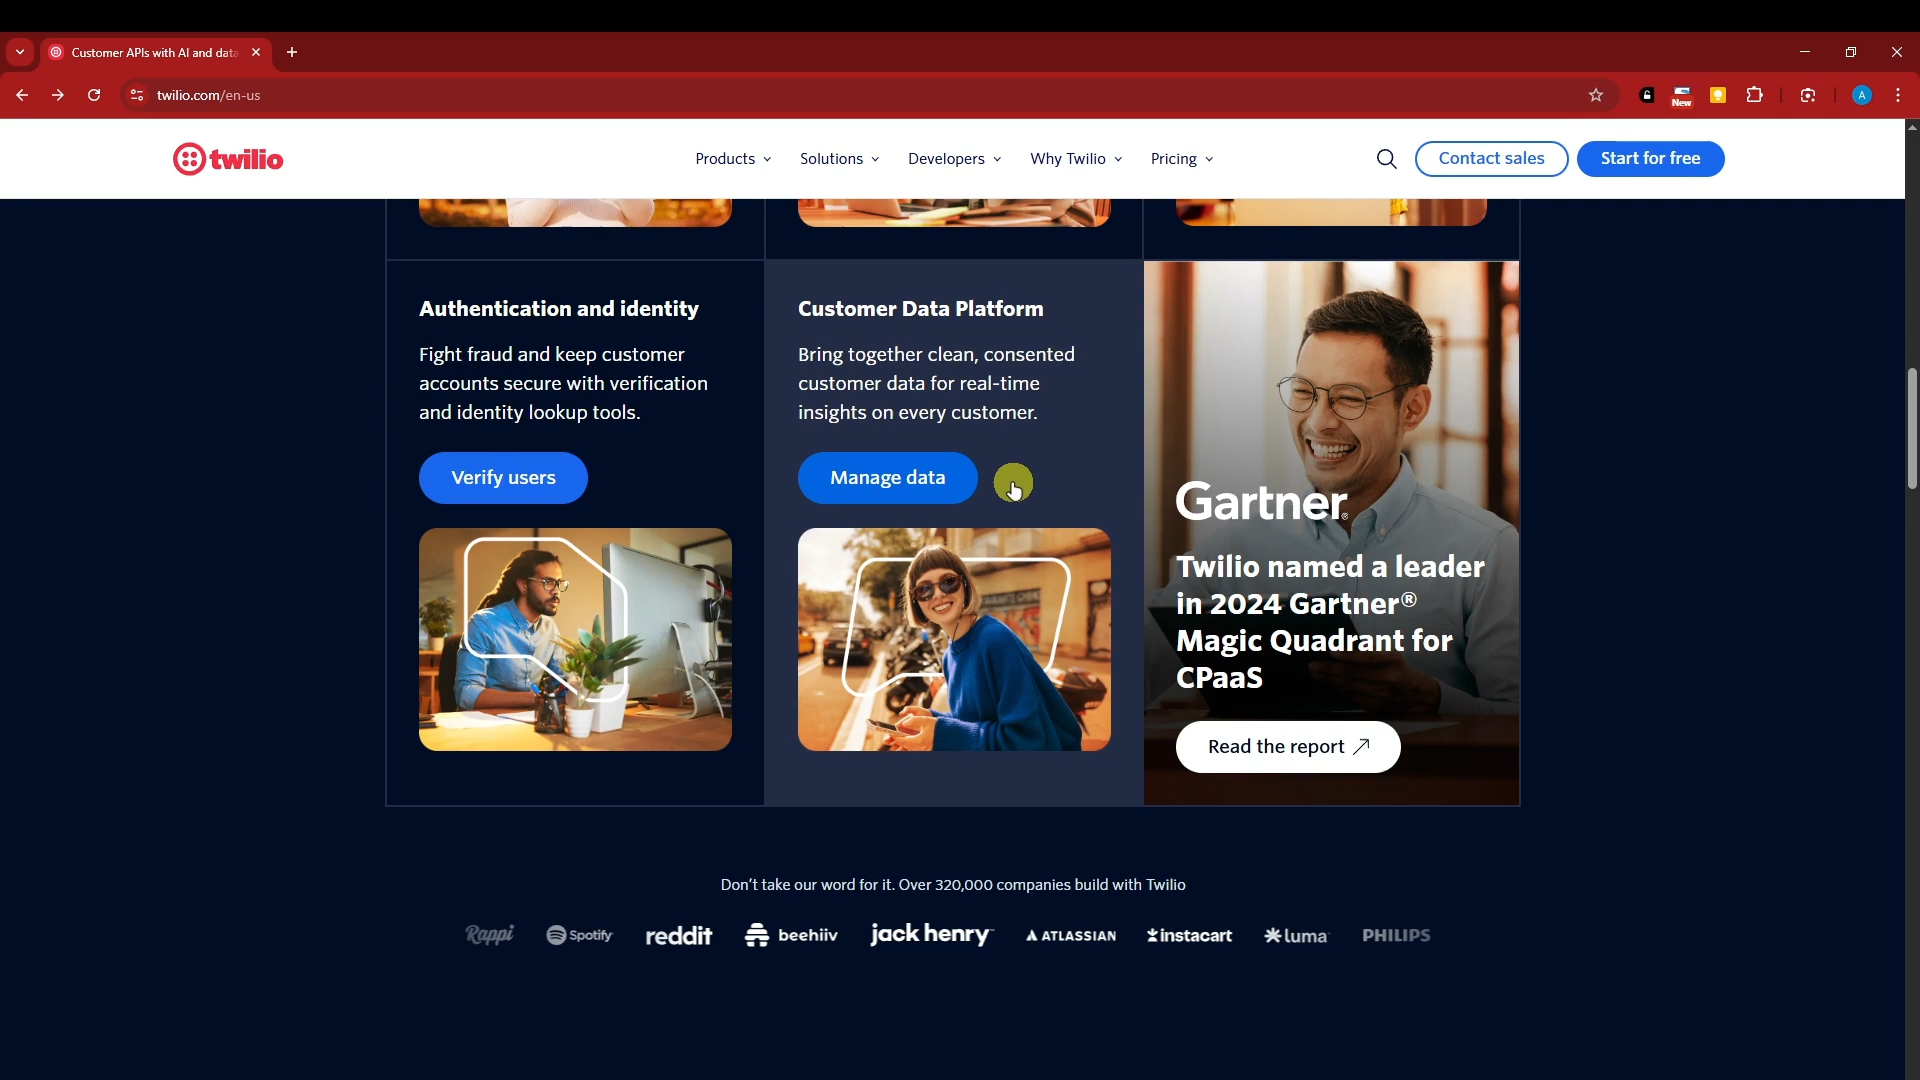 Customer APIs with AI and data
twilio.com/en-us
New
A
twilio
Products
Solutions
Developers
Why Twilio
Pricing
Contact sales
Start for free
Authentication and identity
Fight fraud and keep customer
accounts secure with verification
and identity lookup tools.
Verify users
Customer Data Platform
Bring together clean, consented
customer data for real-time
insights on every customer.
Manage data
Gartner®
Twilio named a leader
in 2024 Gartner®
Magic Quadrant for
CPaaS
Read the report
Don’t take our word for it. Over 320,000 companies build with Twilio
Rappi
Spotify
reddit
beehiiv
jack henry™
ATLASSIAN
instacart
luma
PHILIPS